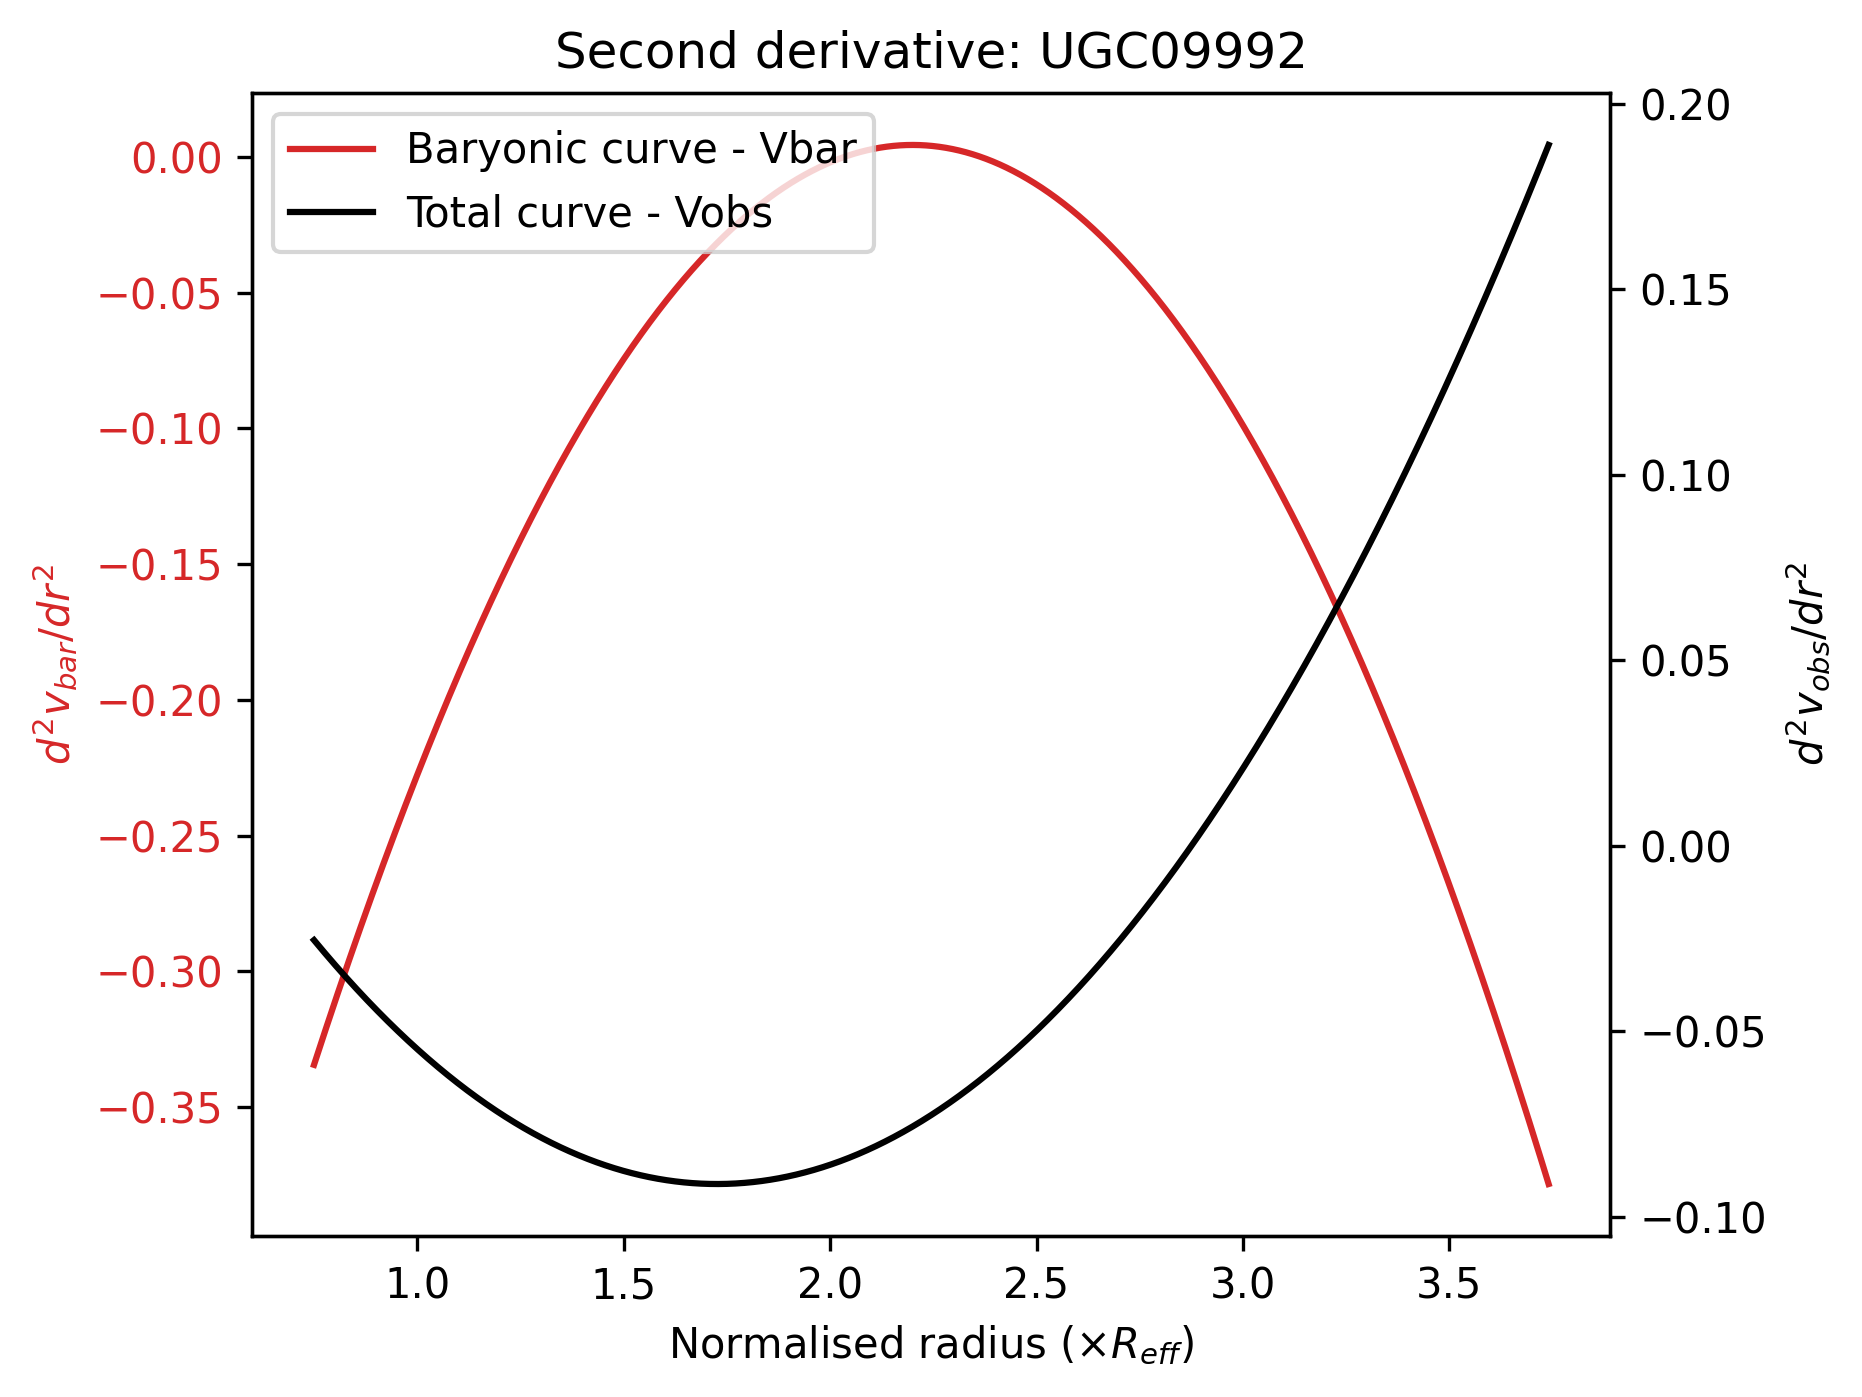 Second derivative: UGC09992
Baryonic curve - Vbar
Total curve - Vobs
0.00
−0.05
−0.10
−0.15
−0.20
−0.25
−0.30
−0.35
d²v_bar/dr²
0.20
0.15
0.10
0.05
0.00
−0.05
−0.10
d²v_obs/dr²
1.0 1.5 2.0 2.5 3.0 3.5
Normalised radius (×R_eff)